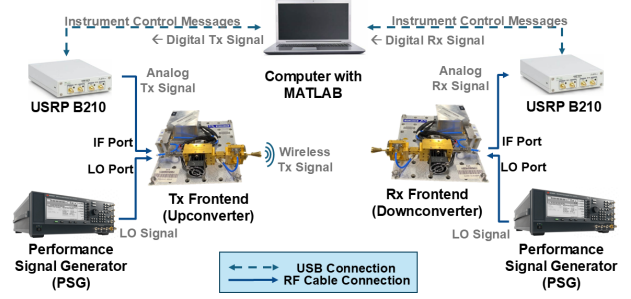 Instrument Control Messages
Instrument Control Messages
← Digital Tx Signal
← Digital Rx Signal
Computer with
MATLAB
Analog
Tx Signal
Analog
Rx Signal
USRP B210
USRP B210
IF Port
LO Port
IF Port
LO Port
Wireless
Tx Signal
Tx Frontend
(Upconverter)
Rx Frontend
(Downconverter)
LO Signal
LO Signal
Performance
Signal Generator
(PSG)
Performance
Signal Generator
(PSG)
USB Connection
RF Cable Connection